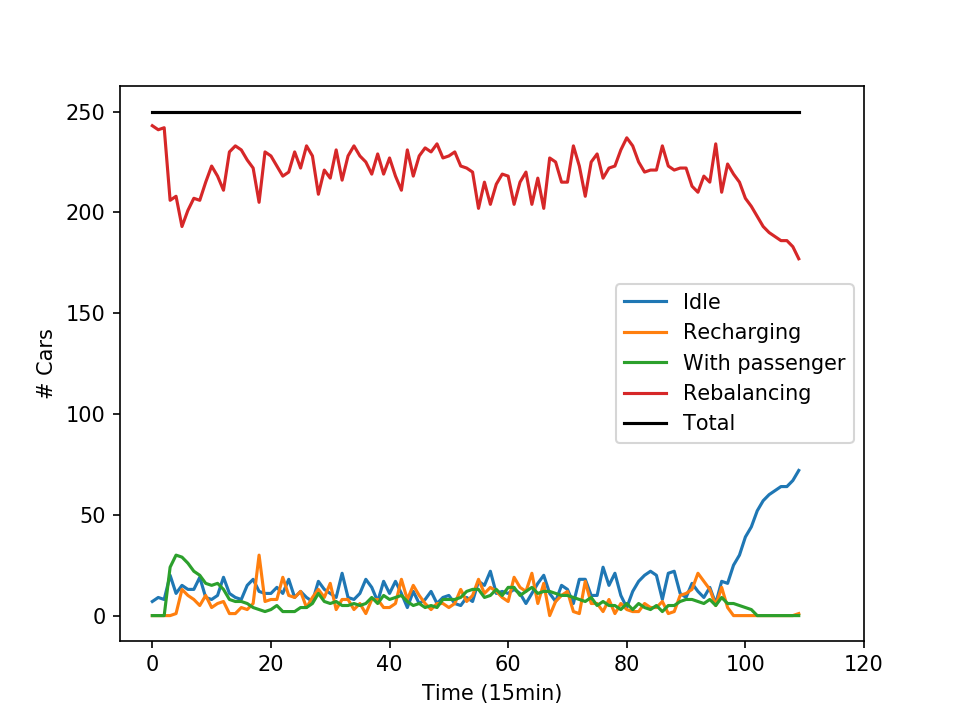 250
200
150
100
50
0
# Cars
Idle
Recharging
With passenger
Rebalancing
Total
0 20 40 60 80 100 120
Time (15min)